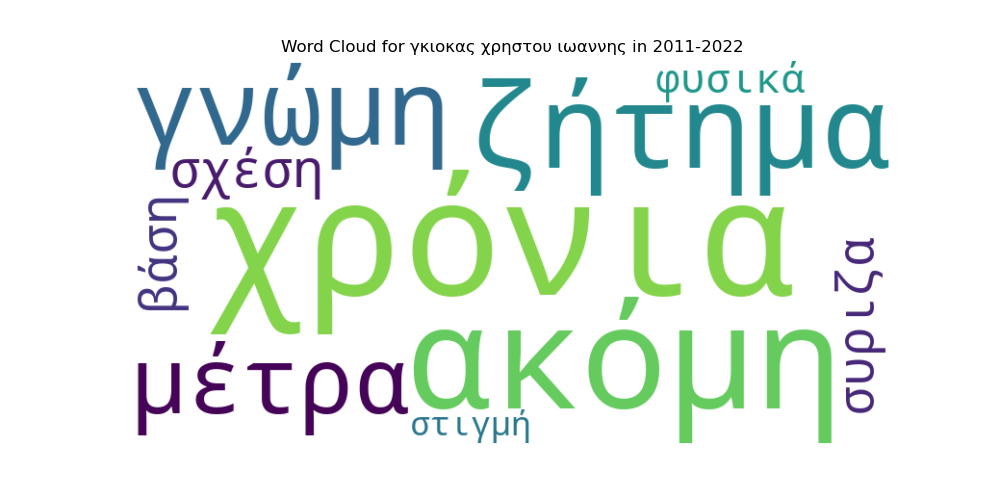 Word Cloud for γκιοκας χρηστου ιωαννης in 2011-2022
φυσικά
γνώμη
ζήτημα
σχέση
χρόνια
βάση
συριζα
ακόμη
μέτρα
στιγμή